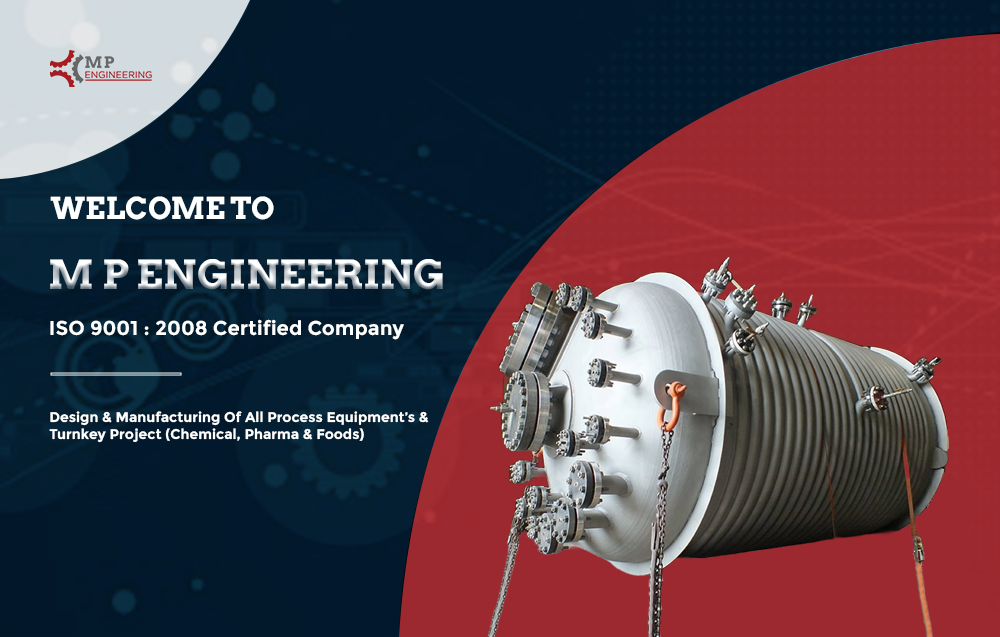 MP
ENGINEERING
WELCOME TO
M P ENGINEERING
ISO 9001 : 2008 Certified Company
Design & Manufacturing Of All Process Equipment's &
Turnkey Project (Chemical, Pharma & Foods)